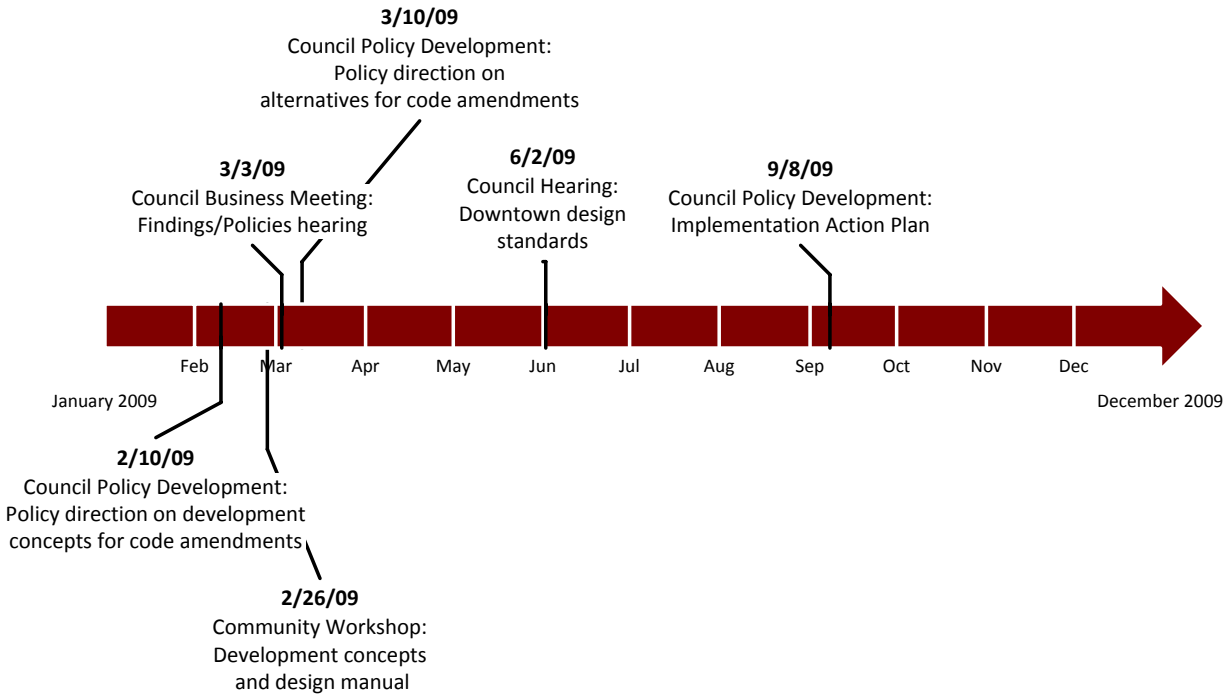 3/10/09
Council Policy Development:
Policy direction on
alternatives for code amendments
3/3/09
Council Business Meeting:
Findings/Policies hearing
6/2/09
Council Hearing:
Downtown design
standards
9/8/09
Council Policy Development:
Implementation Action Plan
Feb
Mar
Apr
May
Jun
Jul
Aug
Sep
Oct
Nov
Dec
January 2009
December 2009
2/10/09
Council Policy Development:
Policy direction on development
concepts for code amendments
2/26/09
Community Workshop:
Development concepts
and design manual